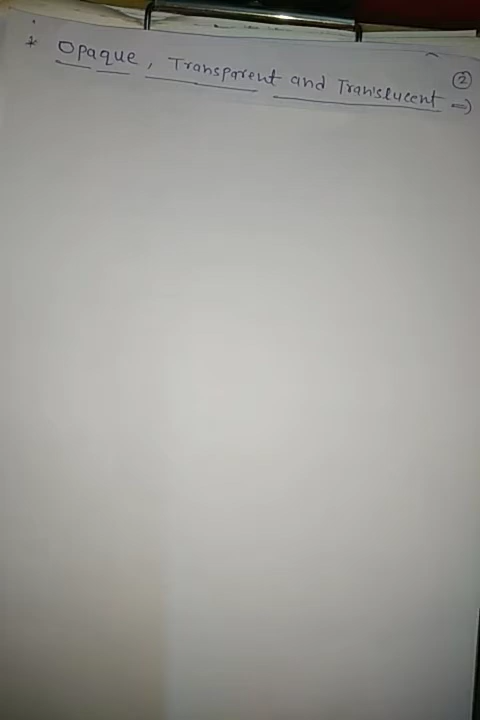 * Opaque, Transparent and Translucent ⇒
②